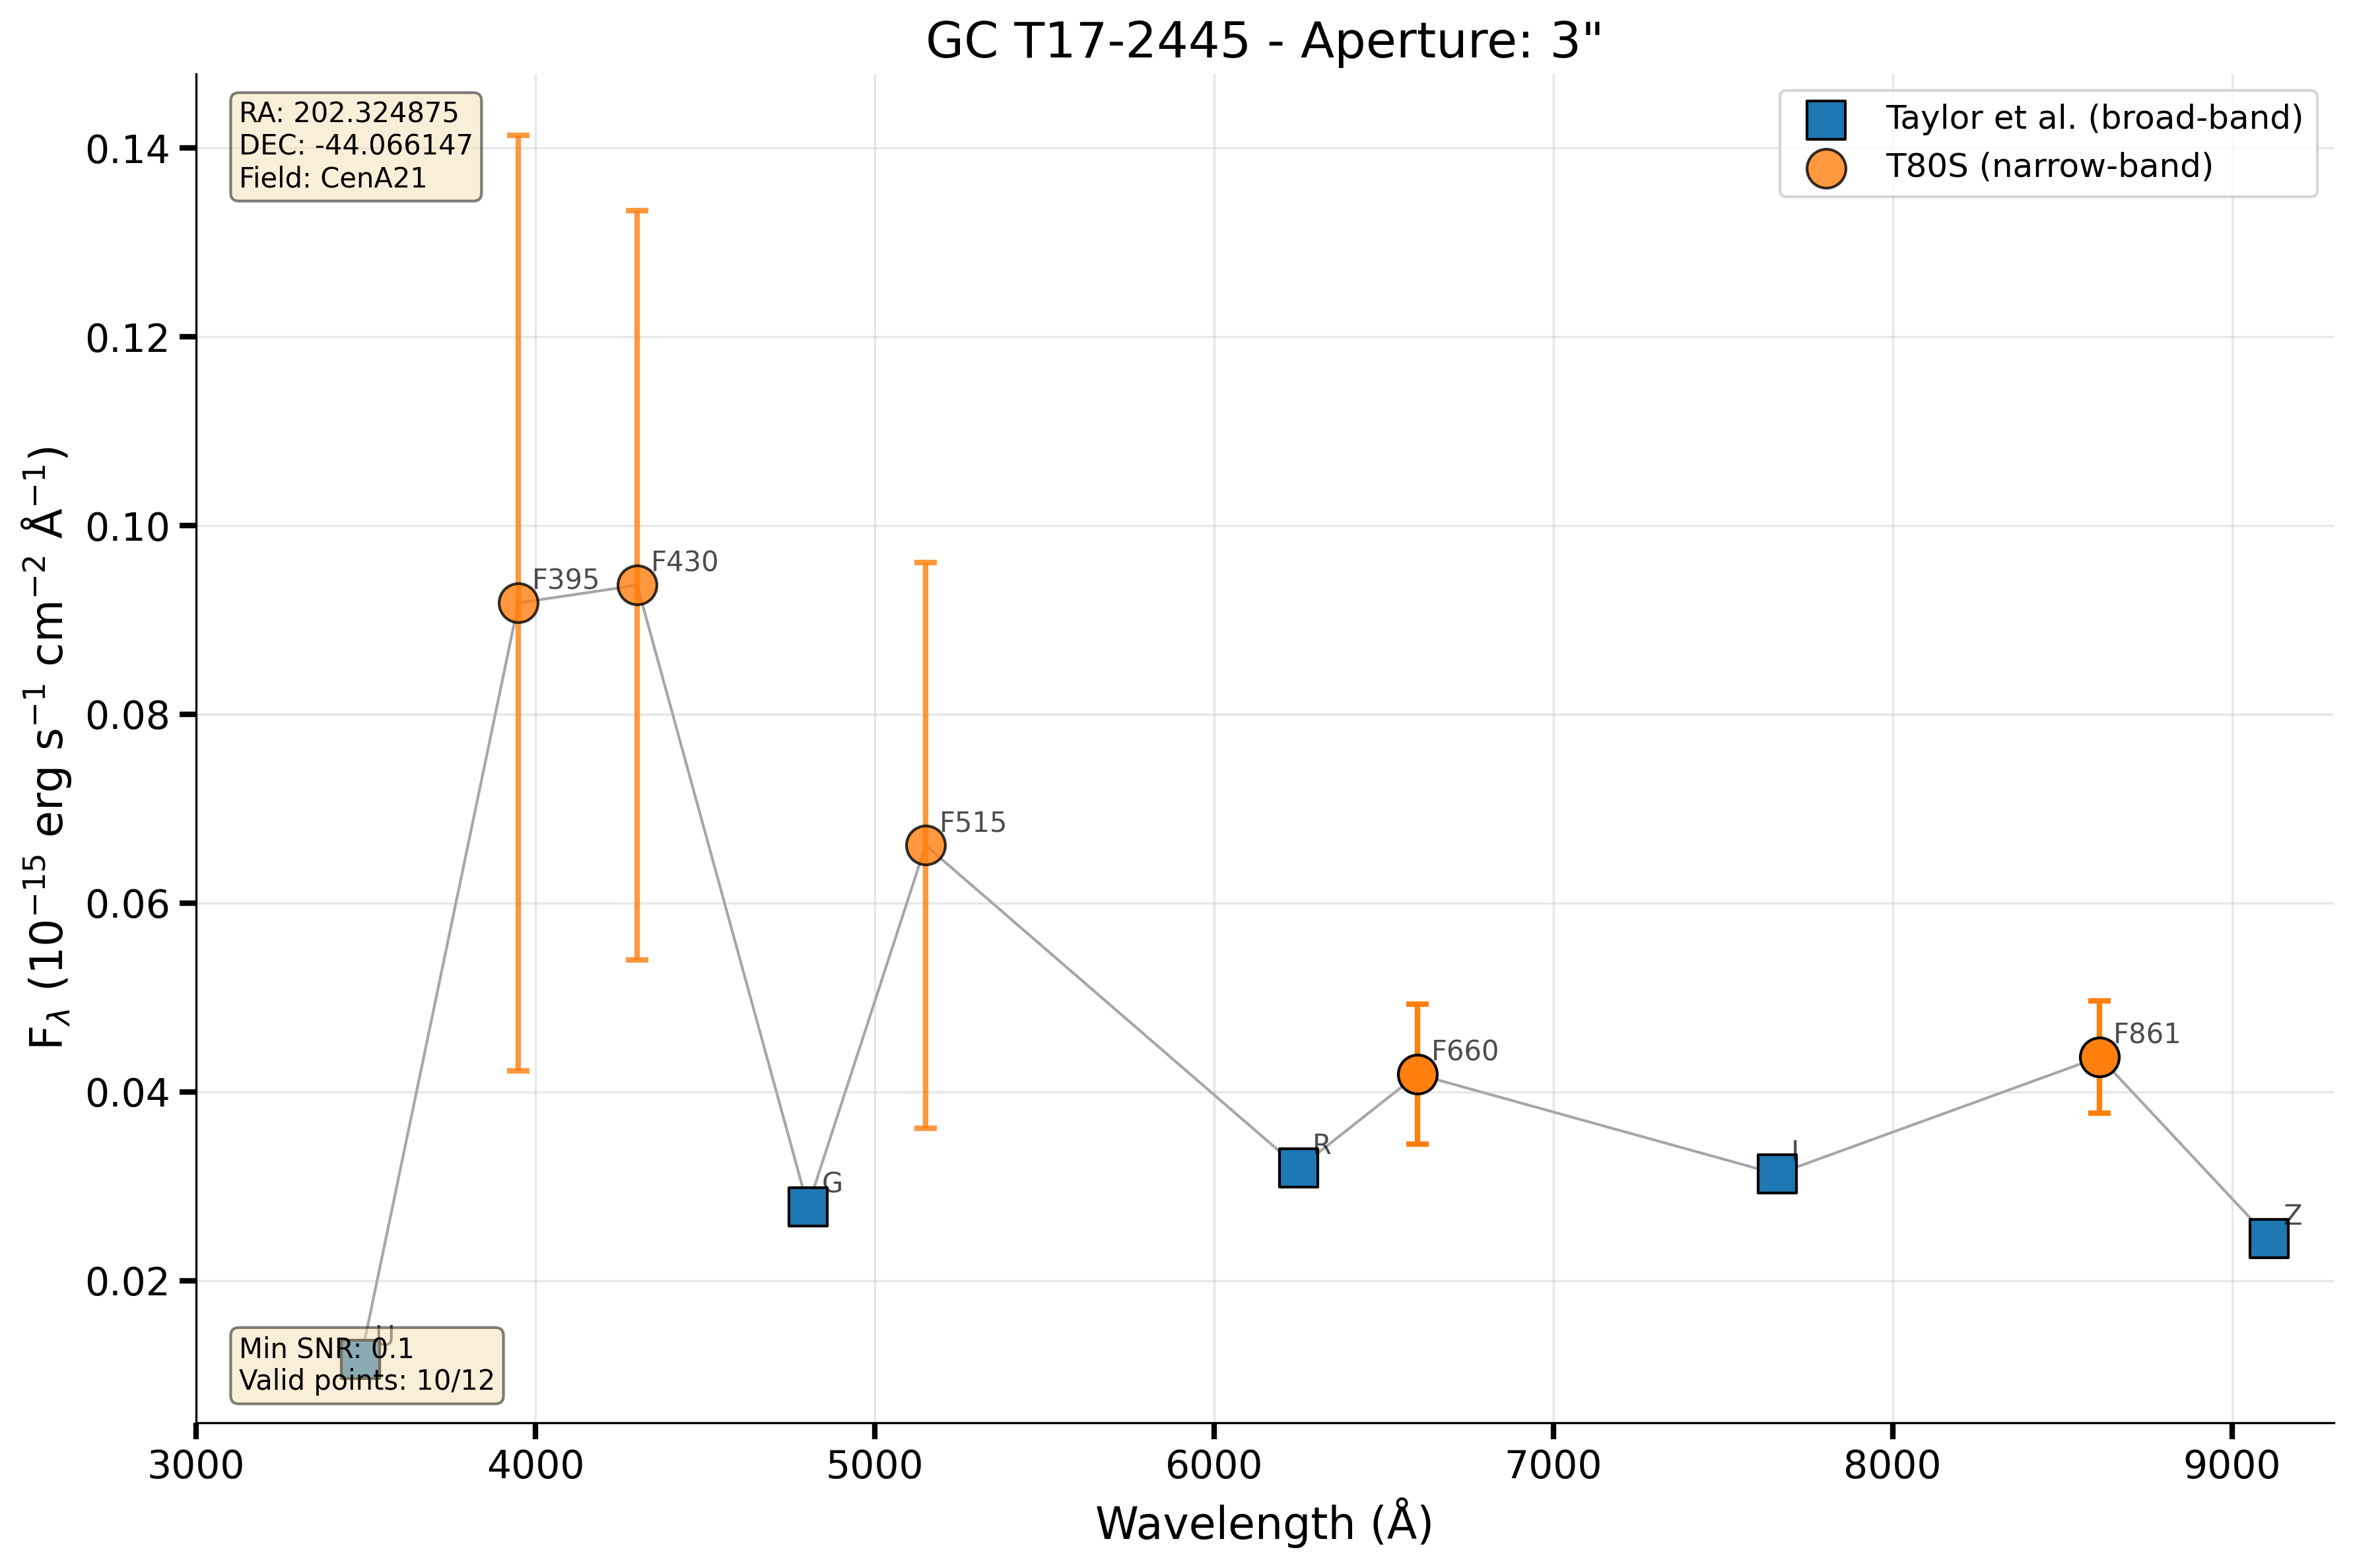 GC T17-2445 - Aperture: 3"
RA: 202.324875
DEC: -44.066147
Field: CenA21
Taylor et al. (broad-band)
T80S (narrow-band)
F395
F430
F515
F660
F861
U
G
R
I
Z
Min SNR: 0.1
Valid points: 10/12
0.14
0.12
0.10
0.08
0.06
0.04
0.02
3000 4000 5000 6000 7000 8000 9000
Wavelength (Å)
Fλ (10⁻¹⁵ erg s⁻¹ cm⁻² Å⁻¹)